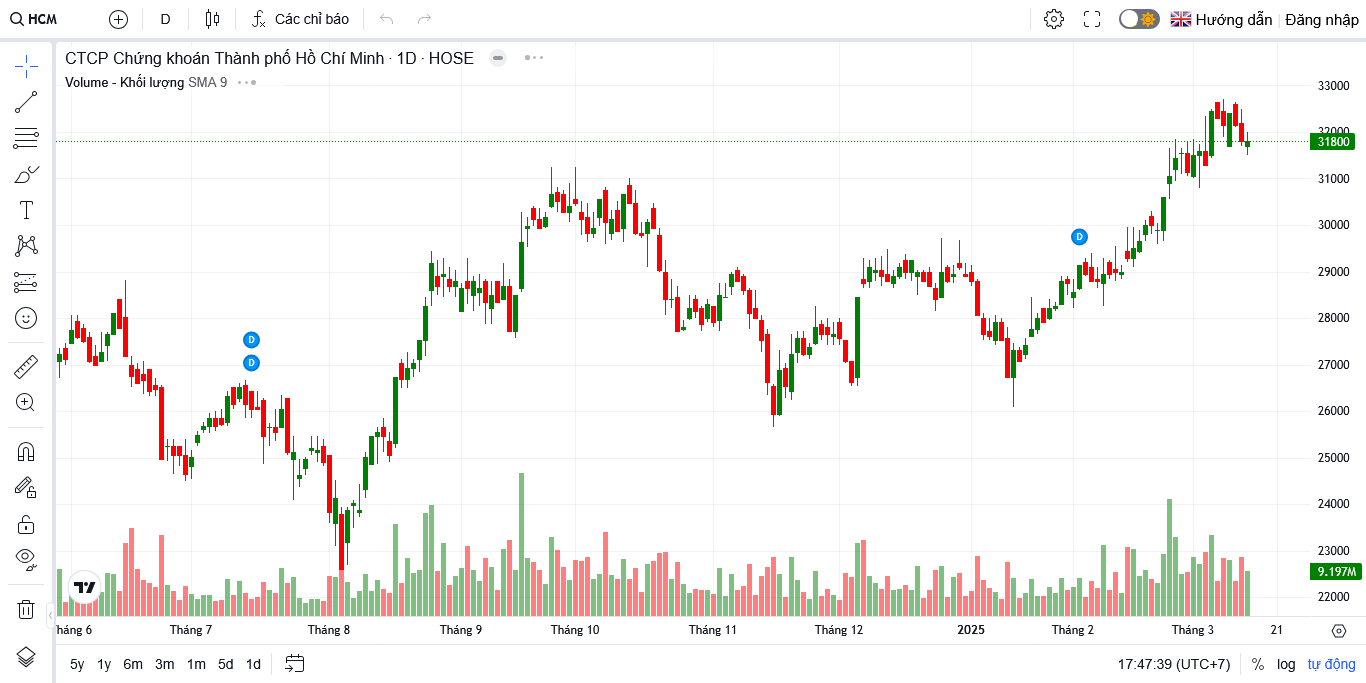 HCM D Các chỉ báo Hướng dẫn Đăng nhập
CTCP Chứng khoán Thành phố Hồ Chí Minh · 1D · HOSE
Volume - Khối lượng SMA 9
33000
32000
31800
31000
30000
D
29000
28000
D
D
27000
26000
25000
24000
23000
9.197M
22000
háng 6 Tháng 7 Tháng 8 Tháng 9 Tháng 10 Tháng 11 Tháng 12 2025 Tháng 2 Tháng 3 21
5y 1y 6m 3m 1m 5d 1d 17:47:39 (UTC+7) % log tự động